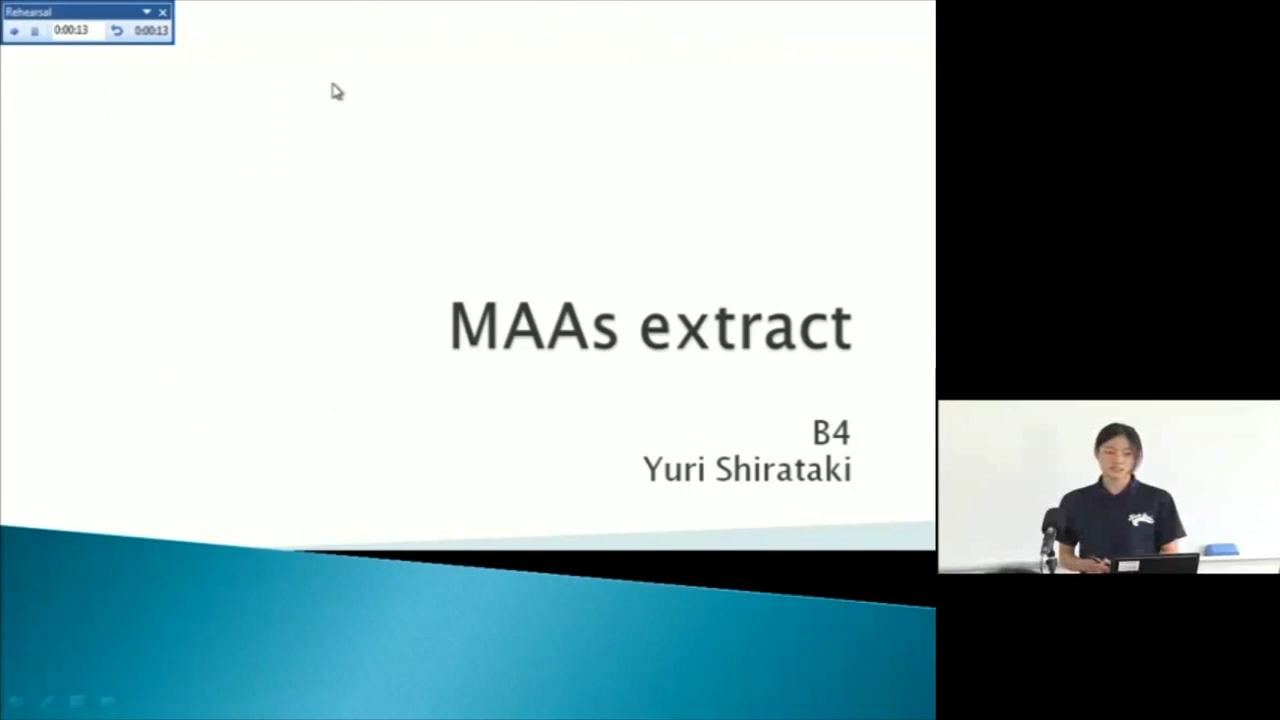 Rehearsal
0:00:13
0:00:13
MAAs extract
B4
Yuri Shirataki